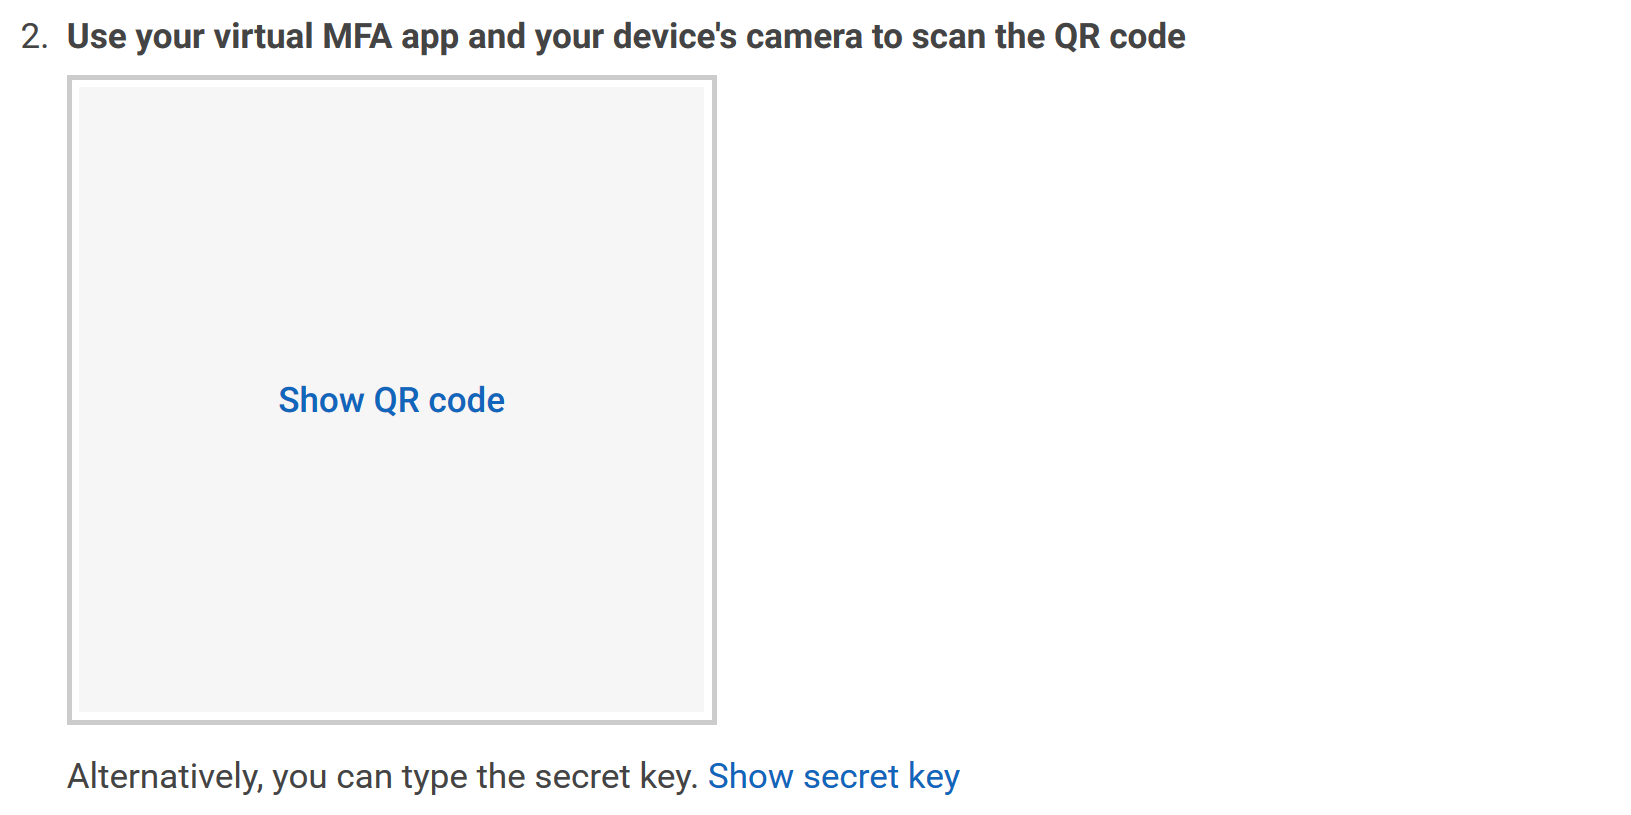 2. Use your virtual MFA app and your device's camera to scan the QR code
Show QR code
Alternatively, you can type the secret key. Show secret key